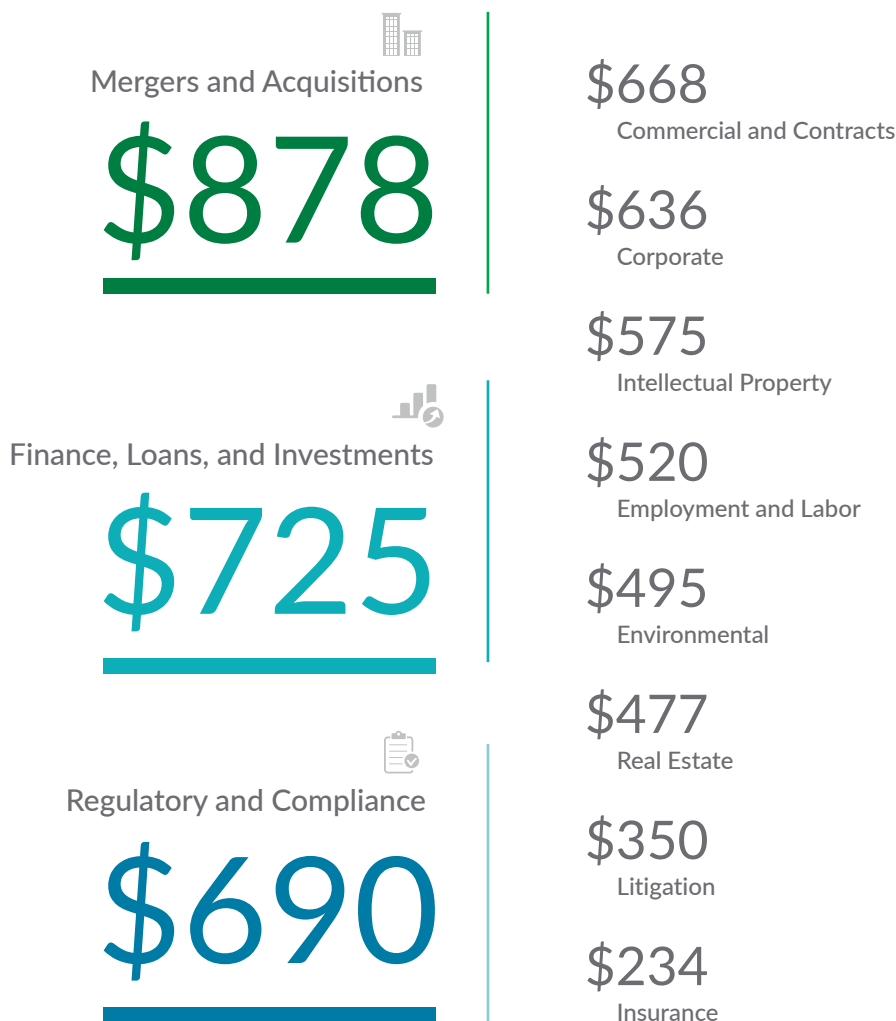 Mergers and Acquisitions
$878
Finance, Loans, and Investments
$725
Regulatory and Compliance
$690
$668
Commercial and Contracts
$636
Corporate
$575
Intellectual Property
$520
Employment and Labor
$495
Environmental
$477
Real Estate
$350
Litigation
$234
Insurance